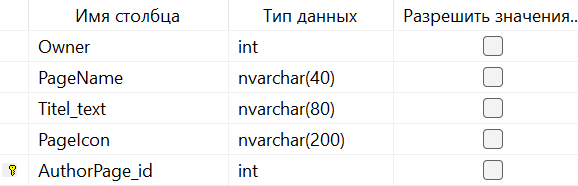 Имя столбца Тип данных Разрешить значения...
Owner int
PageName nvarchar(40)
Titel_text nvarchar(80)
PageIcon nvarchar(200)
AuthorPage_id int